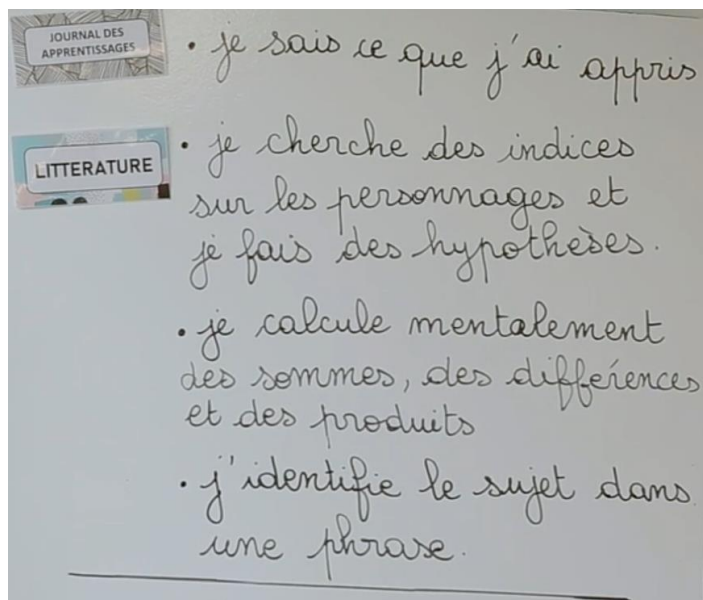 JOURNAL DES
APPRENTISSAGES
• je sais ce que j'ai appris
LITTERATURE
• je cherche des indices
sur les personnages et
je fais des hypothèses.
• je calcule mentalement
des sommes, des différences
et des produits
• j'identifie le sujet dans
une phrase.